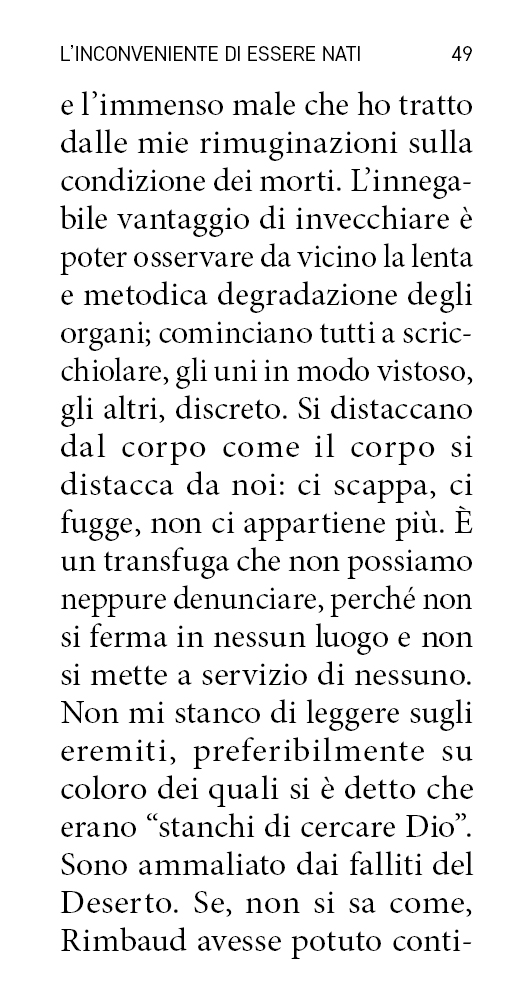 L’INCONVENIENTE DI ESSERE NATI 49
e l’immenso male che ho tratto
dalle mie rimuginazioni sulla
condizione dei morti. L’innega-
bile vantaggio di invecchiare è
poter osservare da vicino la lenta
e metodica degradazione degli
organi; cominciano tutti a scric-
chiolare, gli uni in modo vistoso,
gli altri, discreto. Si distaccano
dal corpo come il corpo si
distacca da noi: ci scappa, ci
fugge, non ci appartiene più. È
un transfuga che non possiamo
neppure denunciare, perché non
si ferma in nessun luogo e non
si mette a servizio di nessuno.
Non mi stanco di leggere sugli
eremiti, preferibilmente su
coloro dei quali si è detto che
erano “stanchi di cercare Dio”.
Sono ammaliato dai falliti del
Deserto. Se, non si sa come,
Rimbaud avesse potuto conti-